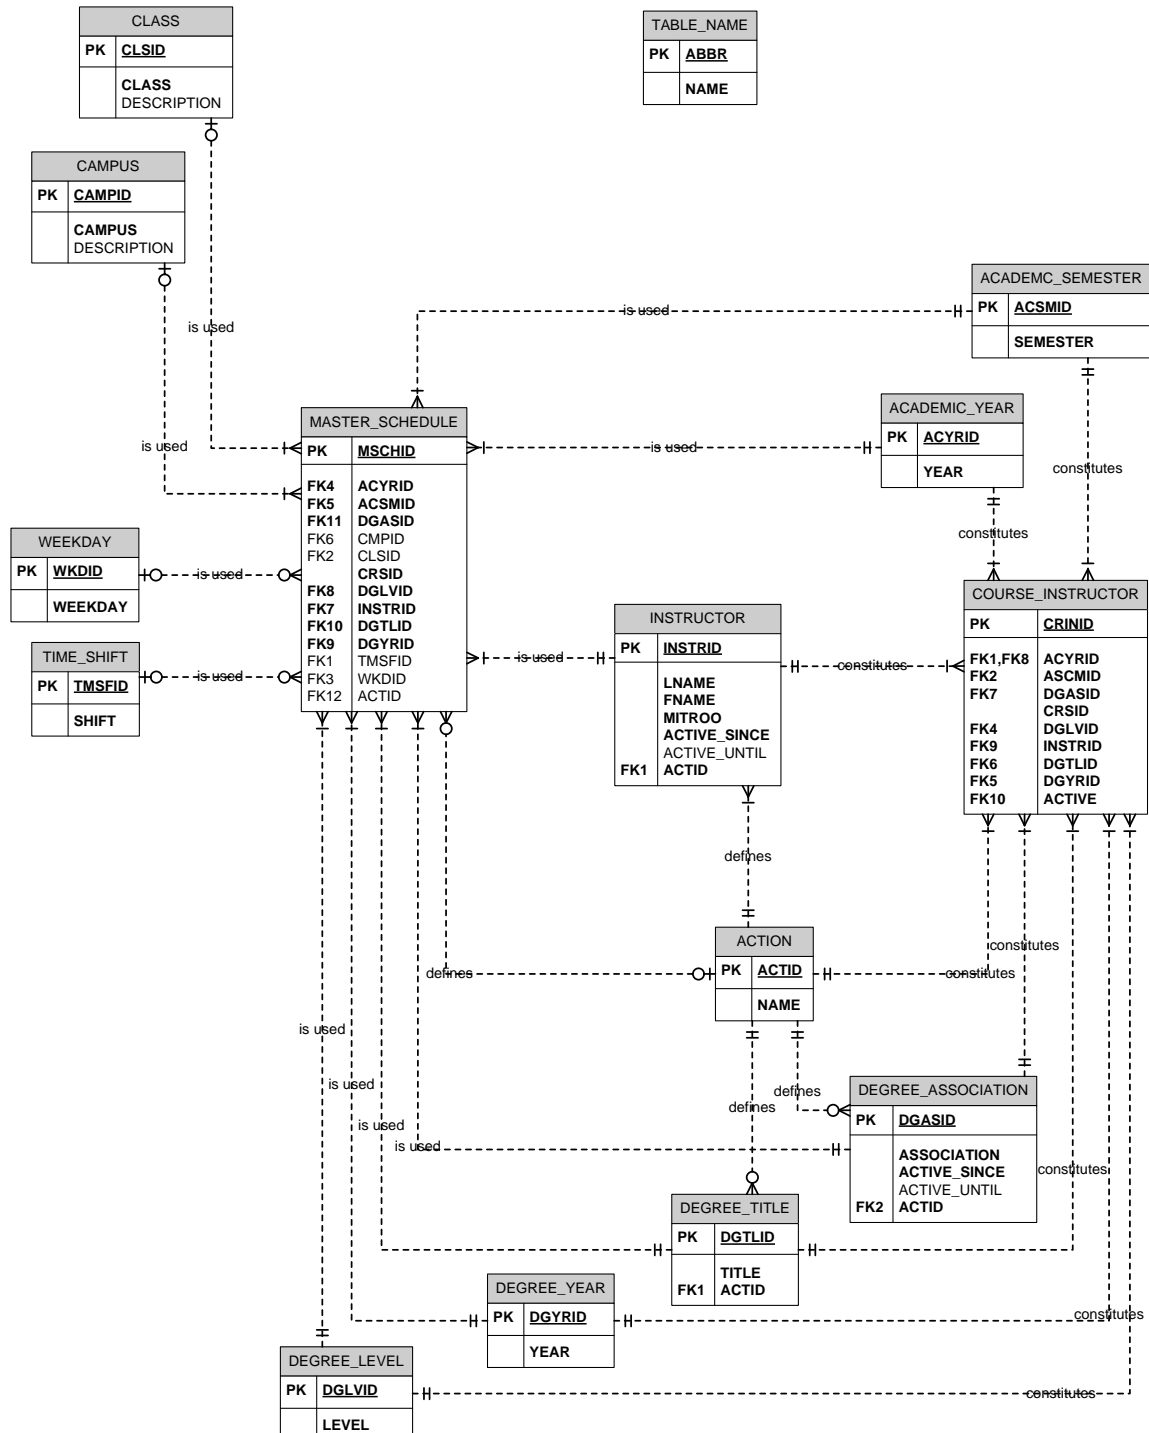 CLASS
PK CLSID
CLASS
DESCRIPTION
TABLE_NAME
PK ABBR
NAME
CAMPUS
PK CAMPID
CAMPUS
DESCRIPTION
ACADEMC_SEMESTER
PK ACSMID
SEMESTER
is used
is used
is used
is used
ACADEMIC_YEAR
PK ACYRID
YEAR
constitutes
constitutes
MASTER_SCHEDULE
PK MSCHID
FK4 ACYRID
FK5 ACSMID
FK11 DGASID
FK6 CMPID
FK2 CLSID
CRSID
FK8 DGLVID
FK7 INSTRID
FK10 DGTLID
FK9 DGYRID
FK1 TMSFID
FK3 WKDID
FK12 ACTID
WEEKDAY
PK WKDID
WEEKDAY
is used
TIME_SHIFT
PK TMSFID
SHIFT
is used
is used
INSTRUCTOR
PK INSTRID
LNAME
FNAME
MITROO
ACTIVE_SINCE
ACTIVE_UNTIL
FK1 ACTID
constitutes
COURSE_INSTRUCTOR
PK CRINID
FK1,FK8 ACYRID
FK2 ASCMID
FK7 DGASID
CRSID
FK4 DGLVID
FK9 INSTRID
FK6 DGTLID
FK5 DGYRID
FK10 ACTIVE
defines
ACTION
PK ACTID
NAME
defines
constitutes
constitutes
is used
is used
is used
is used
defines
defines
DEGREE_ASSOCIATION
PK DGASID
ASSOCIATION
ACTIVE_SINCE
ACTIVE_UNTIL
FK2 ACTID
constitutes
DEGREE_TITLE
PK DGTLID
TITLE
FK1 ACTID
DEGREE_YEAR
PK DGYRID
YEAR
constitutes
DEGREE_LEVEL
PK DGLVID
LEVEL
constitutes